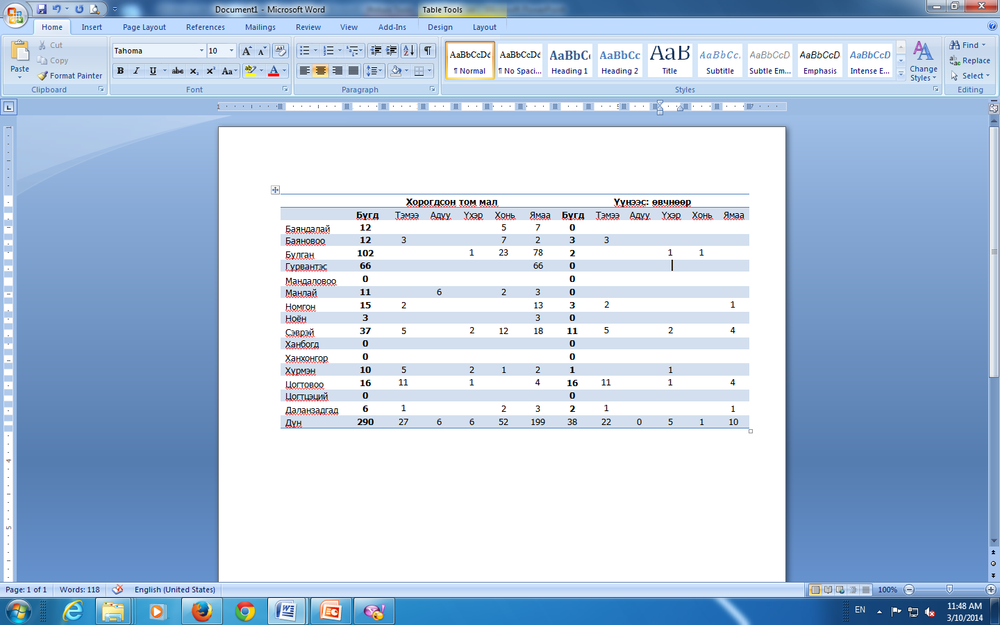 Document1 - Microsoft Word
Table Tools
Home Insert Page Layout References Mailings Review View Add-Ins Design Layout
Paste Cut Copy Format Painter
Tahoma 10
AaBbCcDd AaBbCcDd AaBbCc AaBbCc AaB AaBbCc. AaBbCcD AaBbCcD AaBbCcD
¶ Normal ¶ No Spaci... Heading 1 Heading 2 Title Subtitle Subtle Em... Emphasis Intense E...
Change Styles
Find Replace Select
Clipboard Font Paragraph Styles Editing
Хорогдсон том мал Үүнээс: өвчнөөр
Бүгд Тэмээ Адуу Үхэр Хонь Ямаа Бүгд Тэмээ Адуу Үхэр Хонь Ямаа
Баяндалай 12 5 7 0
Баяновоо 12 3 7 2 3 3
Булган 102 1 23 78 2 1 1
Гурвантэс 66 66 0
Мандаловоо 0 0
Манлай 11 6 2 3 0
Номгон 15 2 13 3 2 1
Ноён 3 3 0
Сэврэй 37 5 2 12 18 11 5 2 4
Ханбогд 0 0
Ханхонгор 0 0
Хүрмэн 10 5 2 1 2 1 1
Цогтовоо 16 11 1 4 16 11 1 4
Цогтцэций 0 0
Даланзадгад 6 1 2 3 2 1 1
Дүн 290 27 6 6 52 199 38 22 0 5 1 10
Page: 1 of 1 Words: 118 English (United States) 100%
EN 11:48 AM
3/10/2014